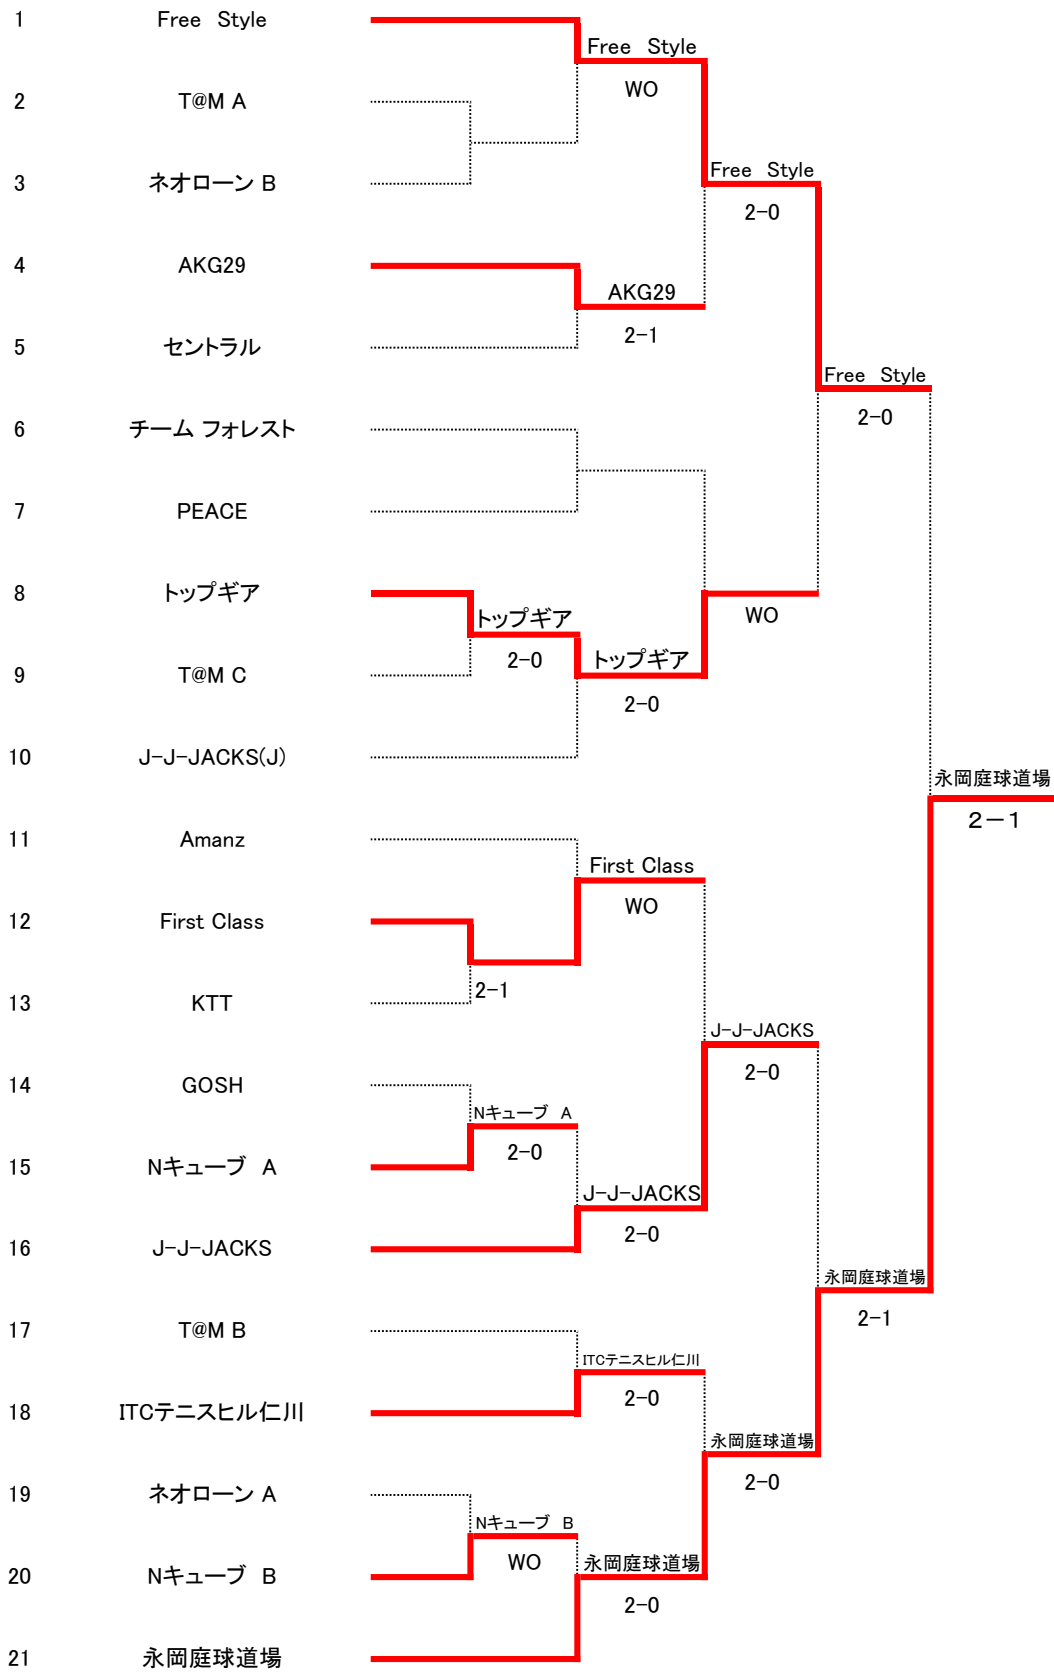 1 Free Style
Free Style
WO
2 T@M A
3 ネオローン B
Free Style
2-0
4 AKG29
AKG29
2-1
5 セントラル
Free Style
2-0
6 チーム フォレスト
7 PEACE
8 トップギア
トップギア
2-0
WO
9 T@M C
トップギア
2-0
10 J-J-JACKS(J)
永岡庭球道場
2－1
11 Amanz
First Class
WO
12 First Class
2-1
13 KTT
J-J-JACKS
2-0
14 GOSH
Nキューブ A
2-0
15 Nキューブ A
J-J-JACKS
2-0
16 J-J-JACKS
永岡庭球道場
2-1
17 T@M B
ITCテニスヒル仁川
2-0
18 ITCテニスヒル仁川
永岡庭球道場
2-0
19 ネオローン A
Nキューブ B
WO
20 Nキューブ B
永岡庭球道場
2-0
21 永岡庭球道場